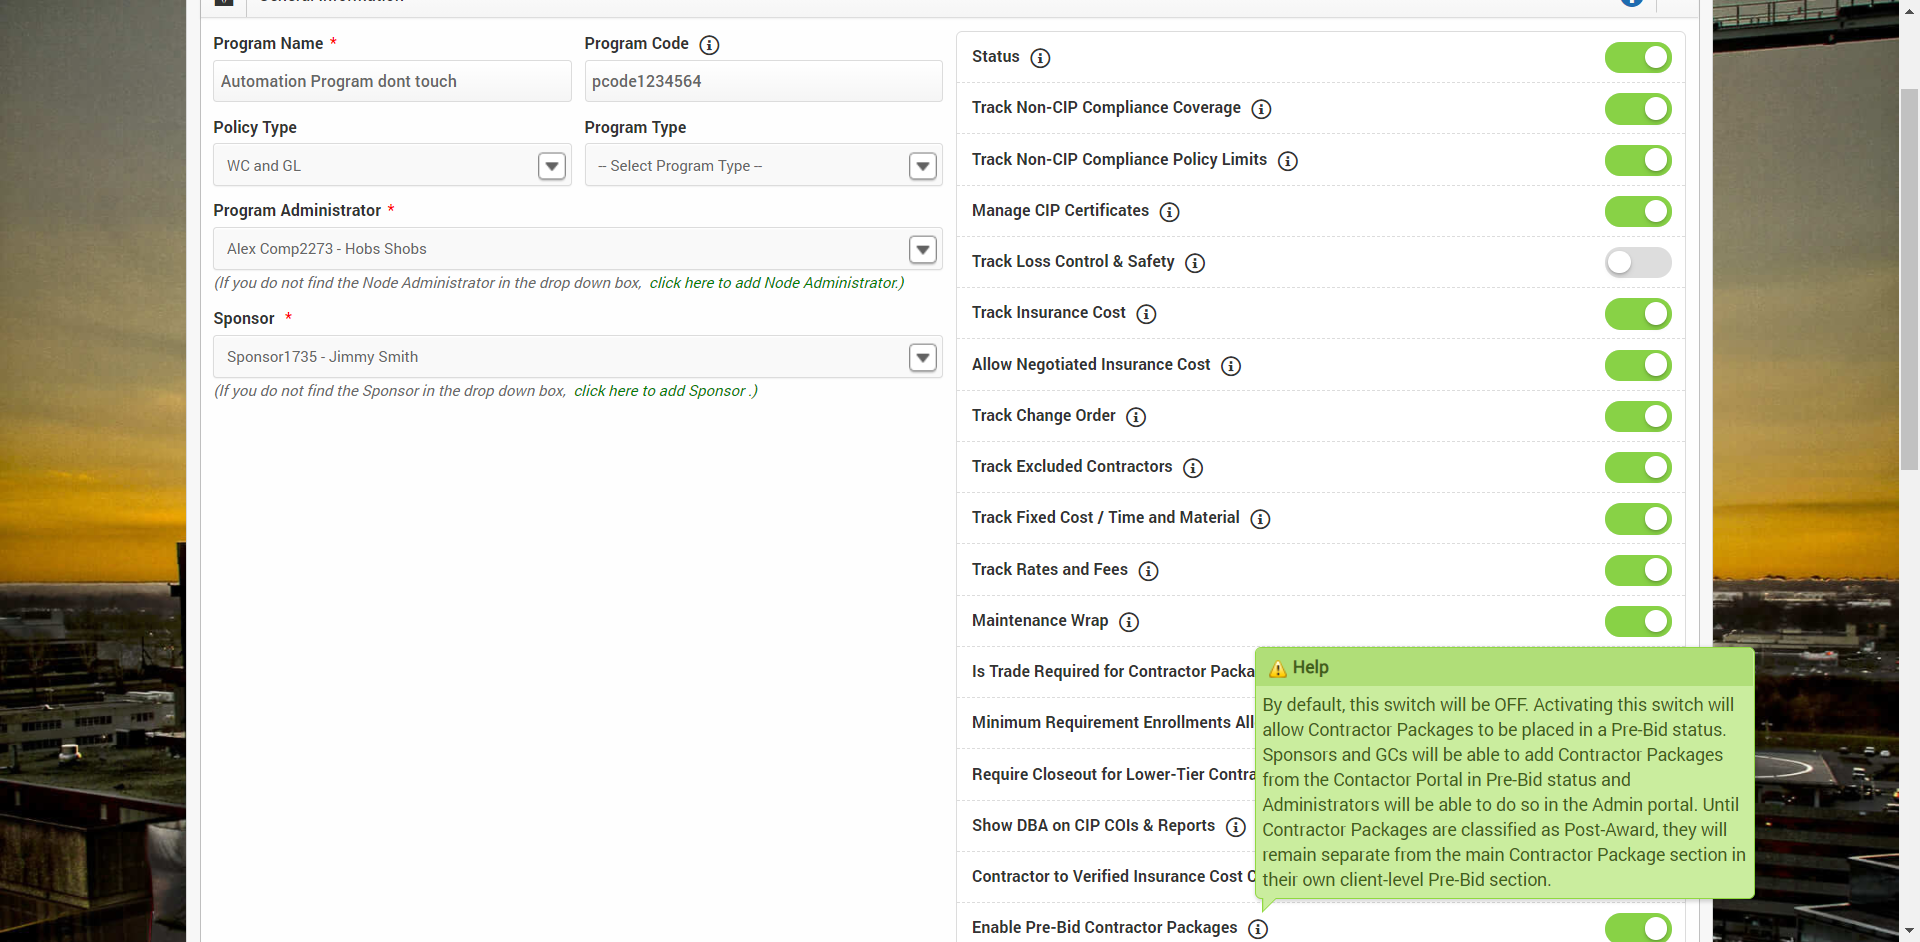 General Information
Program Name *
Program Code
Automation Program dont touch
pcode1234564
Policy Type
Program Type
WC and GL
-- Select Program Type --
Program Administrator *
Alex Comp2273 - Hobs Shobs
(If you do not find the Node Administrator in the drop down box, click here to add Node Administrator.)
Sponsor *
Sponsor1735 - Jimmy Smith
(If you do not find the Sponsor in the drop down box, click here to add Sponsor .)
Status
Track Non-CIP Compliance Coverage
Track Non-CIP Compliance Policy Limits
Manage CIP Certificates
Track Loss Control & Safety
Track Insurance Cost
Allow Negotiated Insurance Cost
Track Change Order
Track Excluded Contractors
Track Fixed Cost / Time and Material
Track Rates and Fees
Maintenance Wrap
Is Trade Required for Contractor Packa
Minimum Requirement Enrollments All
Require Closeout for Lower-Tier Contra
Show DBA on CIP COIs & Reports
Contractor to Verified Insurance Cost C
Enable Pre-Bid Contractor Packages
Help
By default, this switch will be OFF. Activating this switch will
allow Contractor Packages to be placed in a Pre-Bid status.
Sponsors and GCs will be able to add Contractor Packages
from the Contactor Portal in Pre-Bid status and
Administrators will be able to do so in the Admin portal. Until
Contractor Packages are classified as Post-Award, they will
remain separate from the main Contractor Package section in
their own client-level Pre-Bid section.